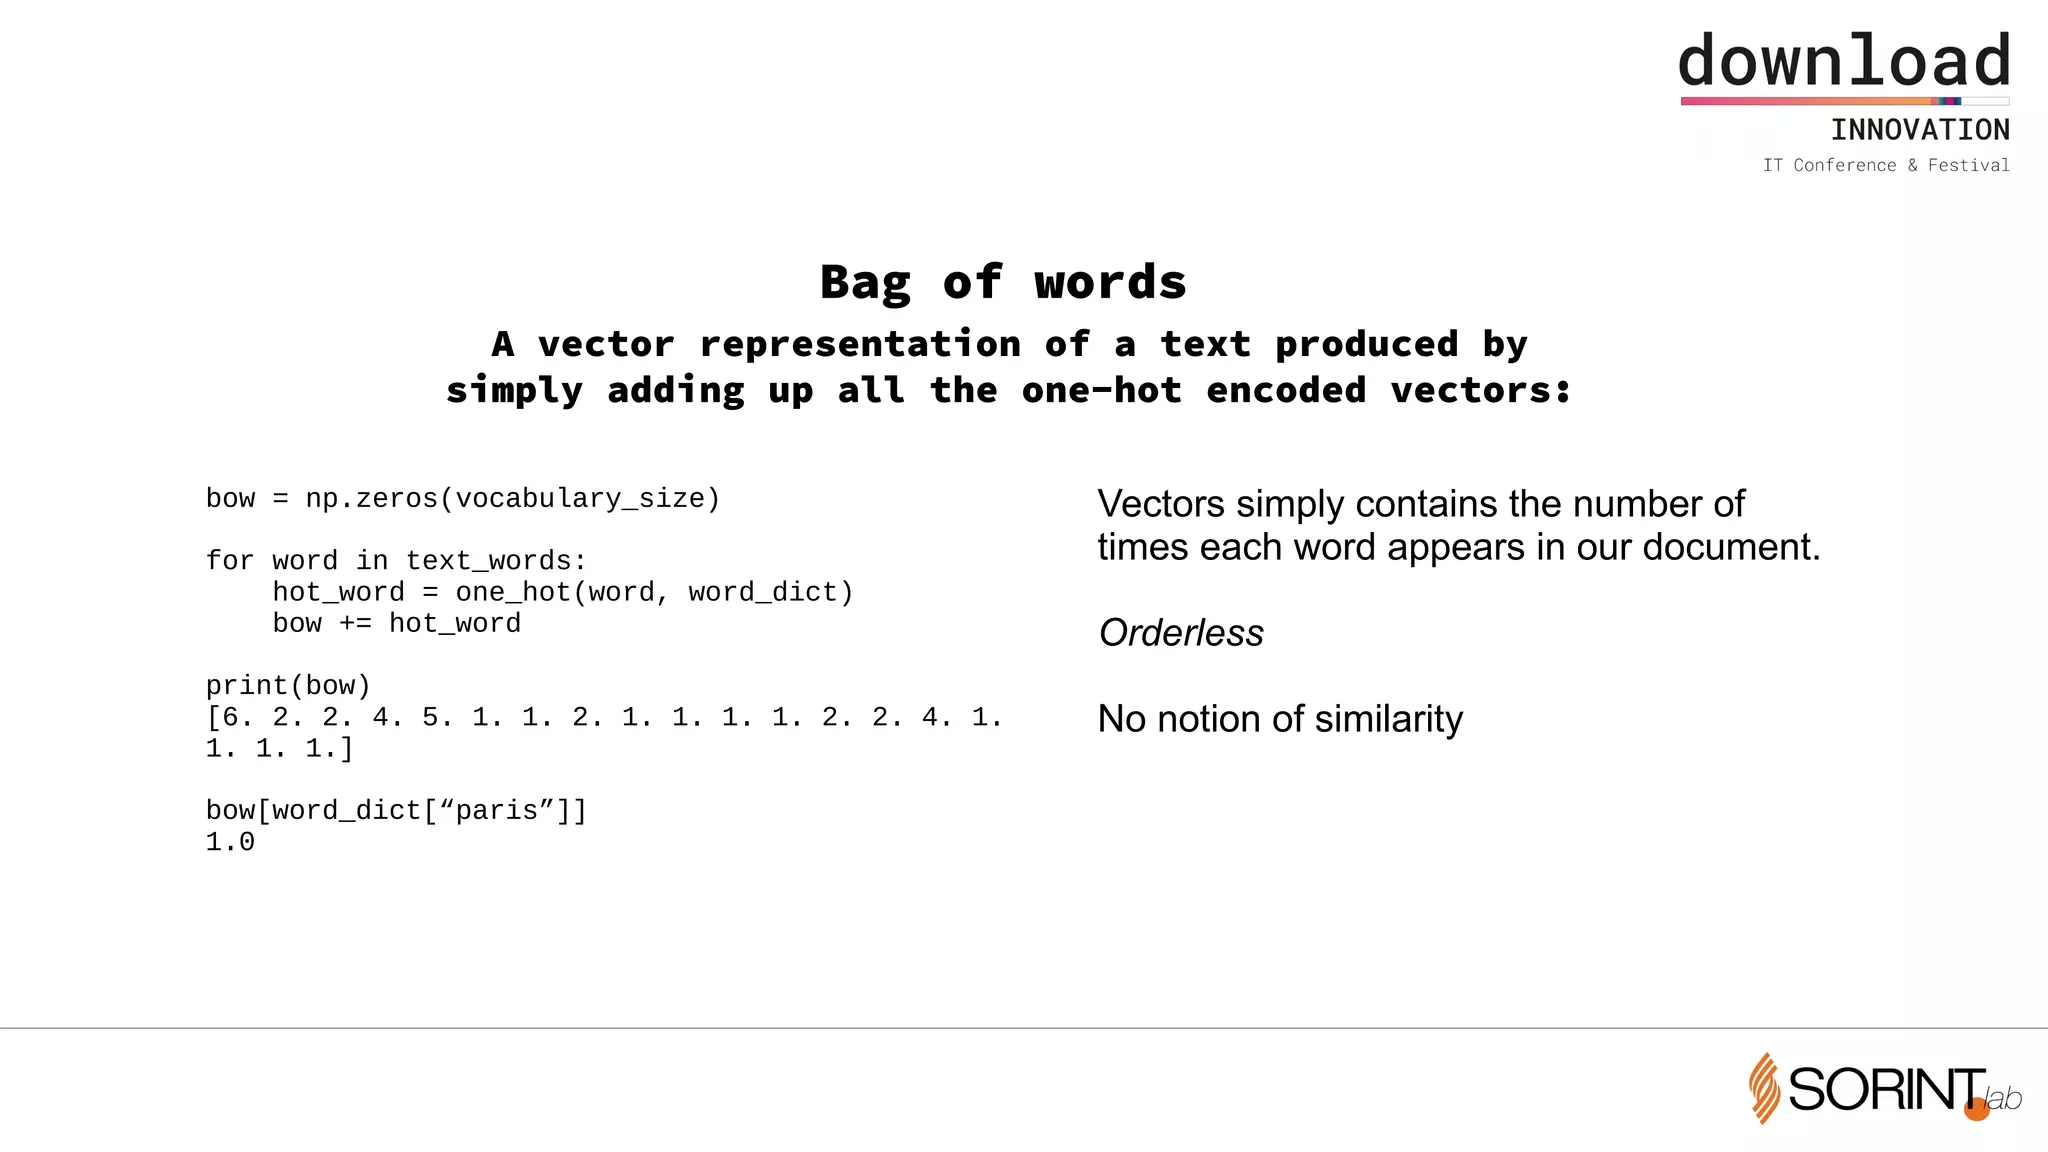 download
INNOVATION
IT Conference & Festival
Bag of words
A vector representation of a text produced by
simply adding up all the one-hot encoded vectors:
bow = np.zeros(vocabulary_size)
for word in text_words:
    hot_word = one_hot(word, word_dict)
    bow += hot_word
print(bow)
[6. 2. 2. 4. 5. 1. 1. 2. 1. 1. 1. 1. 2. 2. 4. 1.
1. 1. 1.]
bow[word_dict[“paris”]]
1.0
Vectors simply contains the number of
times each word appears in our document.
Orderless
No notion of similarity
SORINT.lab